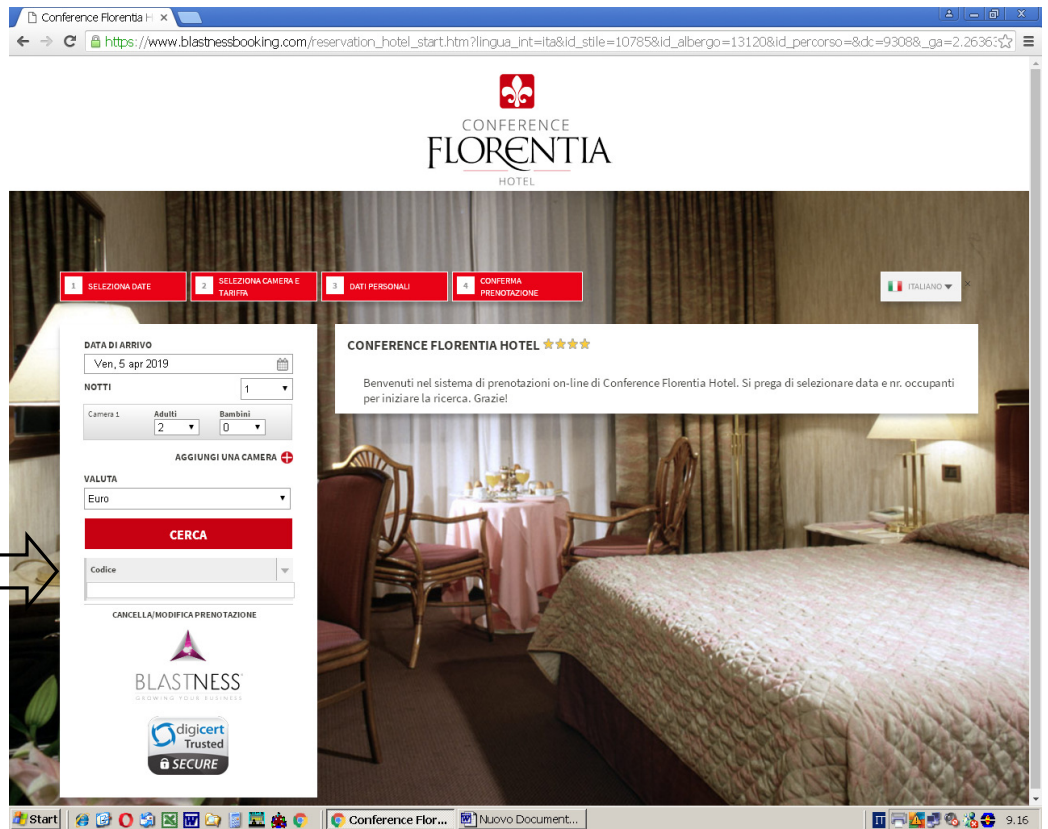 Conference Florentia H
https://www.blastnessbooking.com/reservation_hotel_start.htm?lingua_int=ita&id_stile=10785&id_albergo=13120&id_percorso=&dc=9308&_ga=2.26363
CONFERENCE
FLORENTIA
HOTEL
1 SELEZIONA DATE
2 SELEZIONA CAMERA E
TARIFFA
3 DATI PERSONALI
4 CONFERMA
PRENOTAZIONE
ITALIANO
DATA DI ARRIVO
Ven, 5 apr 2019
NOTTI 1
Camera 1 Adulti Bambini
2 0
AGGIUNGI UNA CAMERA
VALUTA
Euro
CERCA
Codice
CANCELLA/MODIFICA PRENOTAZIONE
BLASTNESS
GROWING YOUR BUSINESS
digicert
Trusted
SECURE
CONFERENCE FLORENTIA HOTEL
Benvenuti nel sistema di prenotazioni on-line di Conference Florentia Hotel. Si prega di selezionare data e nr. occupanti
per iniziare la ricerca. Grazie!
Start
Conference Flor...
Nuovo Document...
IT
9.16